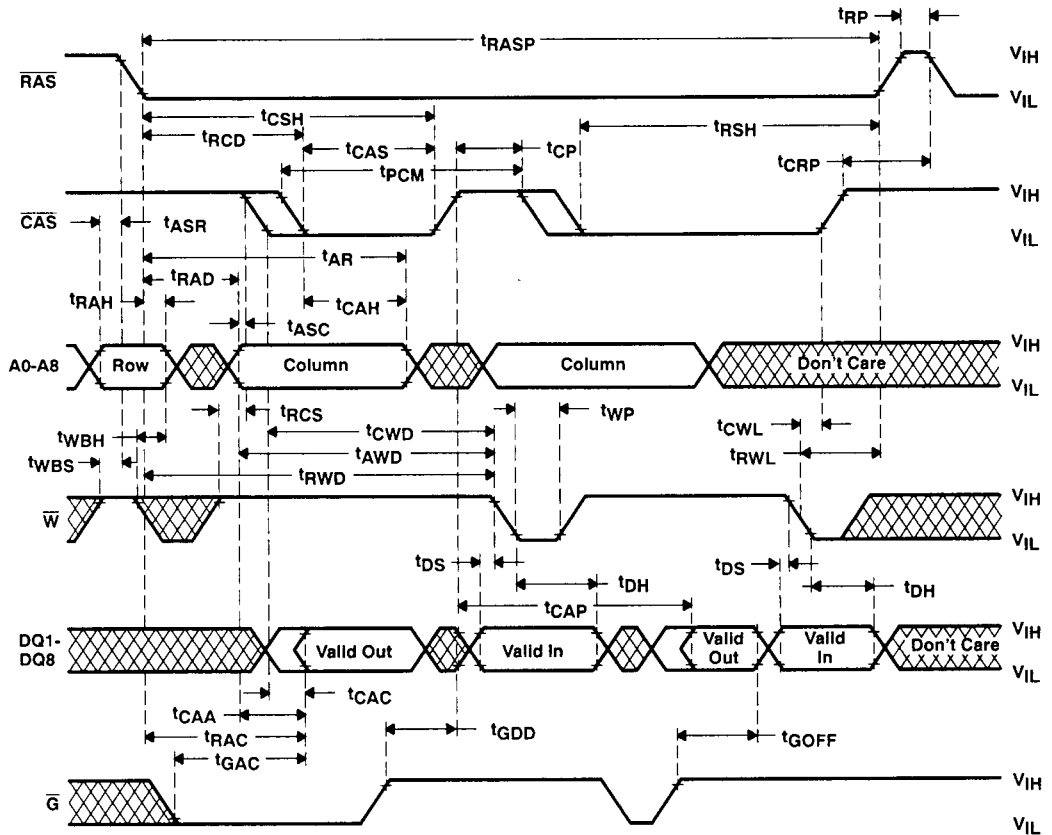 tRP
tRASP
RAS
VIH
VIL
tCSH
tRSH
tRCD
tCAS
tCP
tCRP
tPCM
CAS
VIH
VIL
tASR
tAR
tRAD
tRAH
tCAH
tASC
A0-A8
Row
Column
Column
Don't Care
VIH
VIL
tRCS
tWP
tWBH
tCWD
tCWL
tWBS
tAWD
tRWL
tRWD
W
VIH
VIL
tDS
tDH
tDS
tDH
tCAP
DQ1-
DQ8
Valid Out
Valid In
Valid
Out
Valid
In
Don't Care
VIH
VIL
tCAC
tCAA
tRAC
tGDD
tGOFF
tGAC
G
VIH
VIL